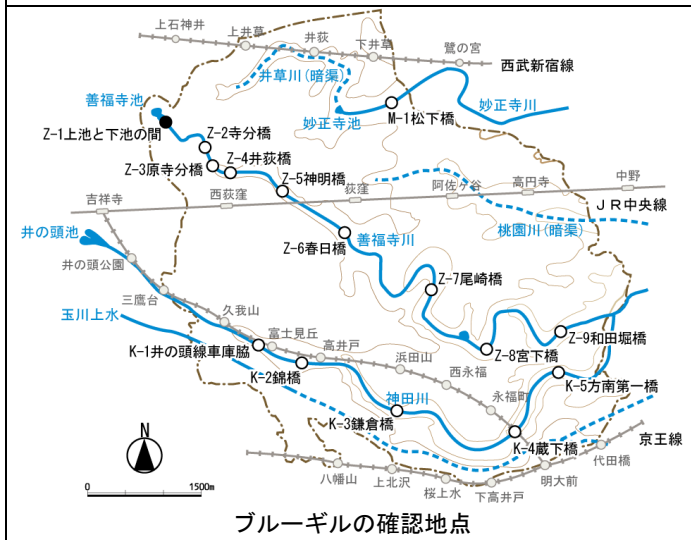 上石神井
上井草
井荻
下井草
鷺の宮
西武新宿線
井草川(暗渠)
善福寺池
妙正寺池
妙正寺川
M-1松下橋
Z-1上池と下池の間
Z-2寺分橋
Z-3原寺分橋
Z-4井荻橋
Z-5神明橋
吉祥寺
西荻窪
荻窪
阿佐ケ谷
高円寺
中野
JR中央線
井の頭池
Z-6春日橋
善福寺川
桃園川(暗渠)
井の頭公園
Z-7尾崎橋
三鷹台
玉川上水
久我山
富士見丘
高井戸
Z-9和田堀橋
K-1井の頭線車庫脇
浜田山
Z-8宮下橋
K-2錦橋
西永福
K-5方南第一橋
神田川
永福町
K-3鎌倉橋
N
K-4蔵下橋
京王線
代田橋
八幡山
上北沢
桜上水
下高井戸
明大前
0 1500m
ブルーギルの確認地点